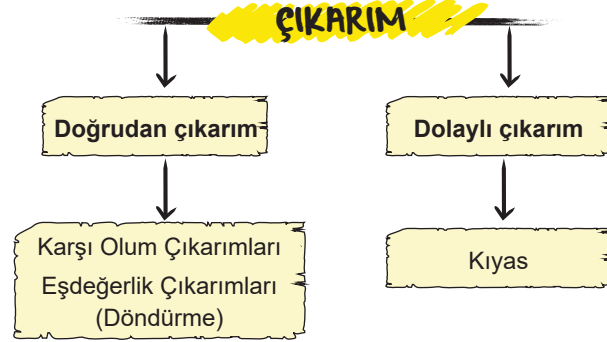 ÇIKARIM
Doğrudan çıkarım
Dolaylı çıkarım
Karşı Olum Çıkarımları
Eşdeğerlik Çıkarımları
(Döndürme)
Kıyas